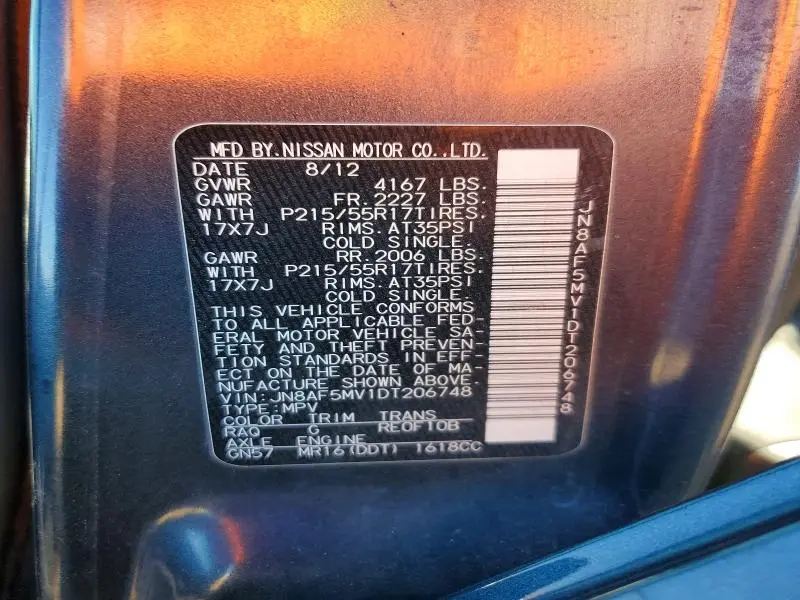 MFD BY.NISSAN MOTOR CO.,LTD.
DATE 8/12
GVWR 4167 LBS.
GAWR FR.2227 LBS.
WITH P215/55R17TIRES.
17X7J RIMS.AT35PSI
COLD SINGLE.
GAWR RR.2006 LBS.
WITH P215/55R17TIRES.
17X7J RIMS.AT35PSI
COLD SINGLE.
THIS VEHICLE CONFORMS
TO ALL APPLICABLE FED-
ERAL MOTOR VEHICLE SA-
FETY AND THEFT PREVEN-
TION STANDARDS IN EFF-
ECT ON THE DATE OF MA-
NUFACTURE SHOWN ABOVE.
VIN:JN8AF5MV1DT206748
TYPE:MPV
COLOR TRIM TRANS
RAQ G RE0F10B
AXLE ENGINE
GN57 MR16(DDT) 1618CC
JN8AF5MV1DT206748